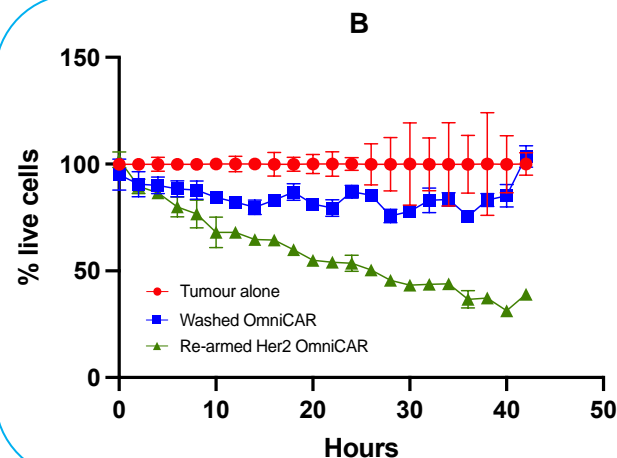 B
150
100
50
0
% live cells
Tumour alone
Washed OmniCAR
Re-armed Her2 OmniCAR
0 10 20 30 40 50
Hours